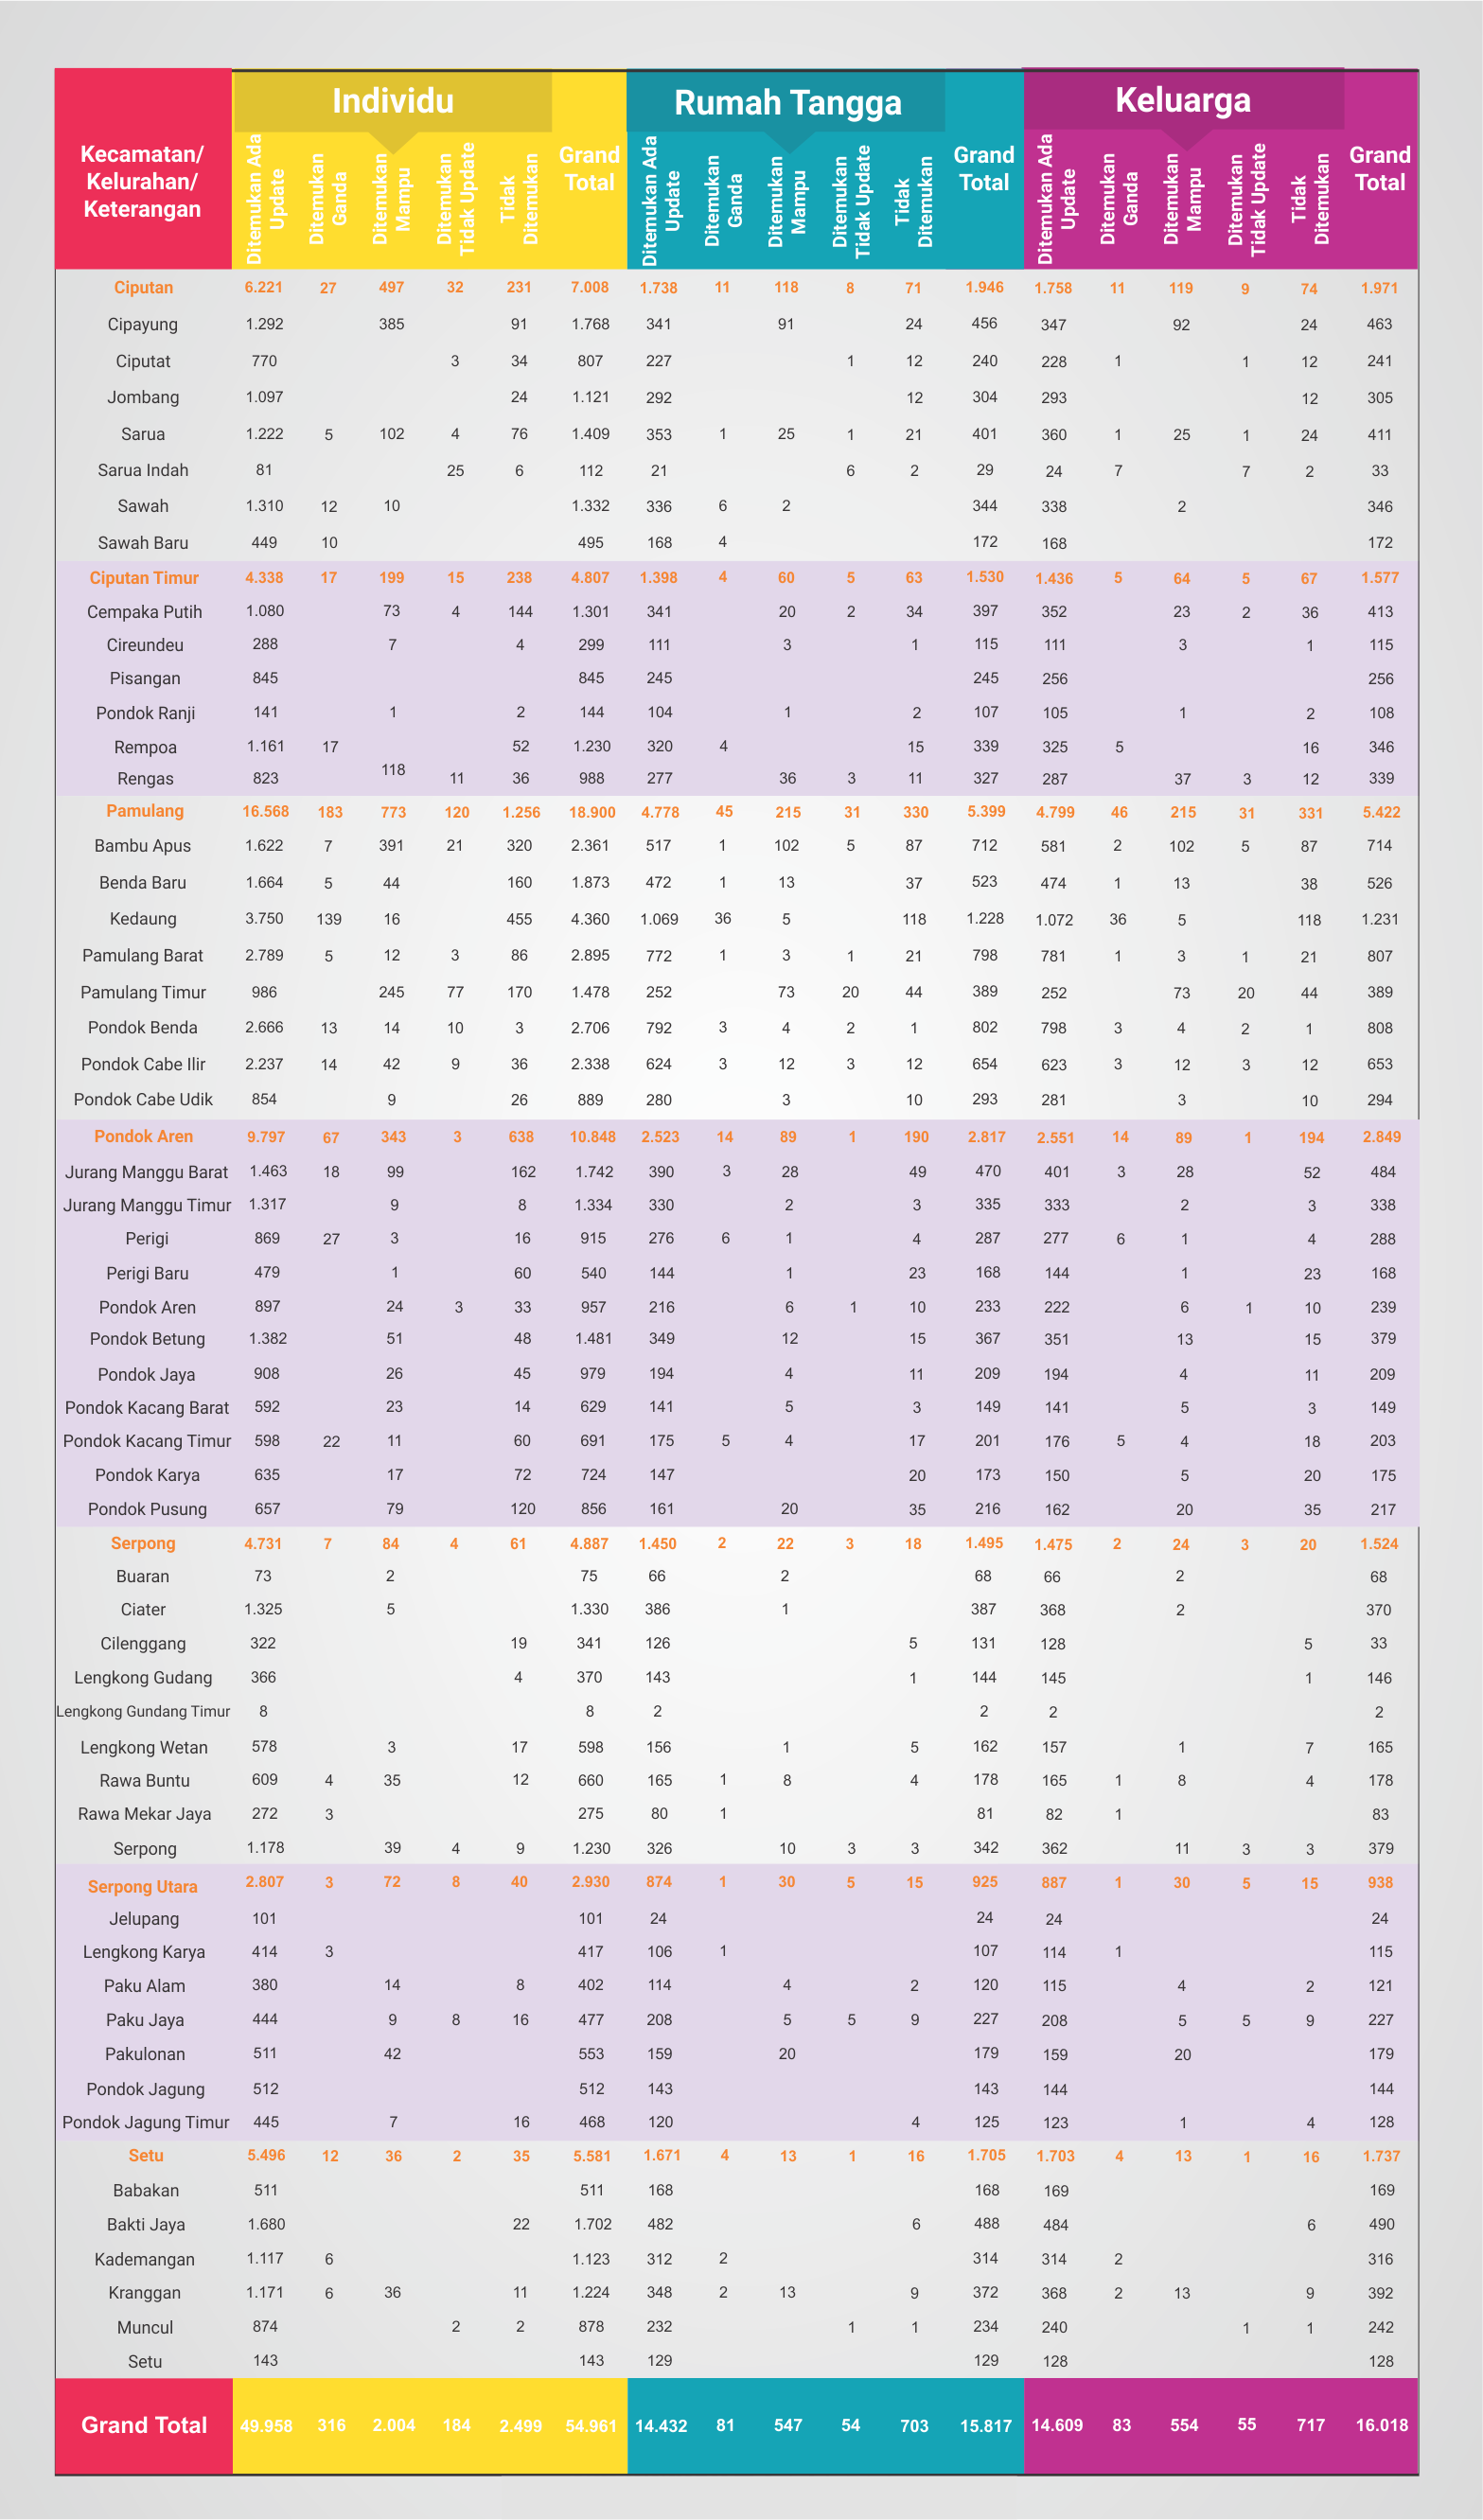 Individu
Rumah Tangga
Keluarga
Kecamatan/
Kelurahan/
Keterangan
Ditemukan Ada
Update
Ditemukan
Ganda
Ditemukan
Mampu
Ditemukan
Tidak Update
Tidak
Ditemukan
Grand
Total
Ditemukan Ada
Update
Ditemukan
Ganda
Ditemukan
Mampu
Ditemukan
Tidak Update
Tidak
Ditemukan
Grand
Total
Ditemukan Ada
Update
Ditemukan
Ganda
Ditemukan
Mampu
Ditemukan
Tidak Update
Tidak
Ditemukan
Grand
Total
Ciputan 6.221 27 497 32 231 7.008 1.738 11 118 8 71 1.946 1.758 11 119 9 74 1.971
Cipayung 1.292 385 91 1.768 341 91 24 456 347 92 24 463
Ciputat 770 3 34 807 227 1 12 240 228 1 1 12 241
Jombang 1.097 24 1.121 292 12 304 293 12 305
Sarua 1.222 5 102 4 76 1.409 353 1 25 1 21 401 360 1 25 1 24 411
Sarua Indah 81 25 6 112 21 6 2 29 24 7 7 2 33
Sawah 1.310 12 10 1.332 336 6 2 344 338 2 346
Sawah Baru 449 10 495 168 4 172 168 172
Ciputan Timur 4.338 17 199 15 238 4.807 1.398 4 60 5 63 1.530 1.436 5 64 5 67 1.577
Cempaka Putih 1.080 73 4 144 1.301 341 20 2 34 397 352 23 2 36 413
Cireundeu 288 7 4 299 111 3 1 115 111 3 1 115
Pisangan 845 845 245 245 256 256
Pondok Ranji 141 1 2 144 104 1 2 107 105 1 2 108
Rempoa 1.161 17 52 1.230 320 4 15 339 325 5 16 346
Rengas 823 118 11 36 988 277 36 3 11 327 287 37 3 12 339
Pamulang 16.568 183 773 120 1.256 18.900 4.778 45 215 31 330 5.399 4.799 46 215 31 331 5.422
Bambu Apus 1.622 7 391 21 320 2.361 517 1 102 5 87 712 581 2 102 5 87 714
Benda Baru 1.664 5 44 160 1.873 472 1 13 37 523 474 1 13 38 526
Kedaung 3.750 139 16 455 4.360 1.069 36 5 118 1.228 1.072 36 5 118 1.231
Pamulang Barat 2.789 5 12 3 86 2.895 772 1 3 1 21 798 781 1 3 1 21 807
Pamulang Timur 986 245 77 170 1.478 252 73 20 44 389 252 73 20 44 389
Pondok Benda 2.666 13 14 10 3 2.706 792 3 4 2 1 802 798 3 4 2 1 808
Pondok Cabe Ilir 2.237 14 42 9 36 2.338 624 3 12 3 12 654 623 3 12 3 12 653
Pondok Cabe Udik 854 9 26 889 280 3 10 293 281 3 10 294
Pondok Aren 9.797 67 343 3 638 10.848 2.523 14 89 1 190 2.817 2.551 14 89 1 194 2.849
Jurang Manggu Barat 1.463 18 99 162 1.742 390 3 28 49 470 401 3 28 52 484
Jurang Manggu Timur 1.317 9 8 1.334 330 2 3 335 333 2 3 338
Perigi 869 27 3 16 915 276 6 1 4 287 277 6 1 4 288
Perigi Baru 479 1 60 540 144 1 23 168 144 1 23 168
Pondok Aren 897 24 3 33 957 216 6 1 10 233 222 6 1 10 239
Pondok Betung 1.382 51 48 1.481 349 12 15 367 351 13 15 379
Pondok Jaya 908 26 45 979 194 4 11 209 194 4 11 209
Pondok Kacang Barat 592 23 14 629 141 5 3 149 141 5 3 149
Pondok Kacang Timur 598 22 11 60 691 175 5 4 17 201 176 5 4 18 203
Pondok Karya 635 17 72 724 147 20 173 150 5 20 175
Pondok Pusung 657 79 120 856 161 20 35 216 162 20 35 217
Serpong 4.731 7 84 4 61 4.887 1.450 2 22 3 18 1.495 1.475 2 24 3 20 1.524
Buaran 73 2 75 66 2 68 66 2 68
Ciater 1.325 5 1.330 386 1 387 368 2 370
Cilenggang 322 19 341 126 5 131 128 5 33
Lengkong Gudang 366 4 370 143 1 144 145 1 146
Lengkong Gundang Timur 8 8 2 2 2 2
Lengkong Wetan 578 3 17 598 156 1 5 162 157 1 7 165
Rawa Buntu 609 4 35 12 660 165 1 8 4 178 165 1 8 4 178
Rawa Mekar Jaya 272 3 275 80 1 81 82 1 83
Serpong 1.178 39 4 9 1.230 326 10 3 3 342 362 11 3 3 379
Serpong Utara 2.807 3 72 8 40 2.930 874 1 30 5 15 925 887 1 30 5 15 938
Jelupang 101 101 24 24 24 24
Lengkong Karya 414 3 417 106 1 107 114 1 115
Paku Alam 380 14 8 402 114 4 2 120 115 4 2 121
Paku Jaya 444 9 8 16 477 208 5 5 9 227 208 5 5 9 227
Pakulonan 511 42 553 159 20 179 159 20 179
Pondok Jagung 512 512 143 143 144 144
Pondok Jagung Timur 445 7 16 468 120 4 125 123 1 4 128
Setu 5.496 12 36 2 35 5.581 1.671 4 13 1 16 1.705 1.703 4 13 1 16 1.737
Babakan 511 511 168 168 169 169
Bakti Jaya 1.680 22 1.702 482 6 488 484 6 490
Kademangan 1.117 6 1.123 312 2 314 314 2 316
Kranggan 1.171 6 36 11 1.224 348 2 13 9 372 368 2 13 9 392
Muncul 874 2 2 878 232 1 1 234 240 1 1 242
Setu 143 143 129 129 128 128
Grand Total 49.958 316 2.004 184 2.499 54.961 14.432 81 547 54 703 15.817 14.609 83 554 55 717 16.018